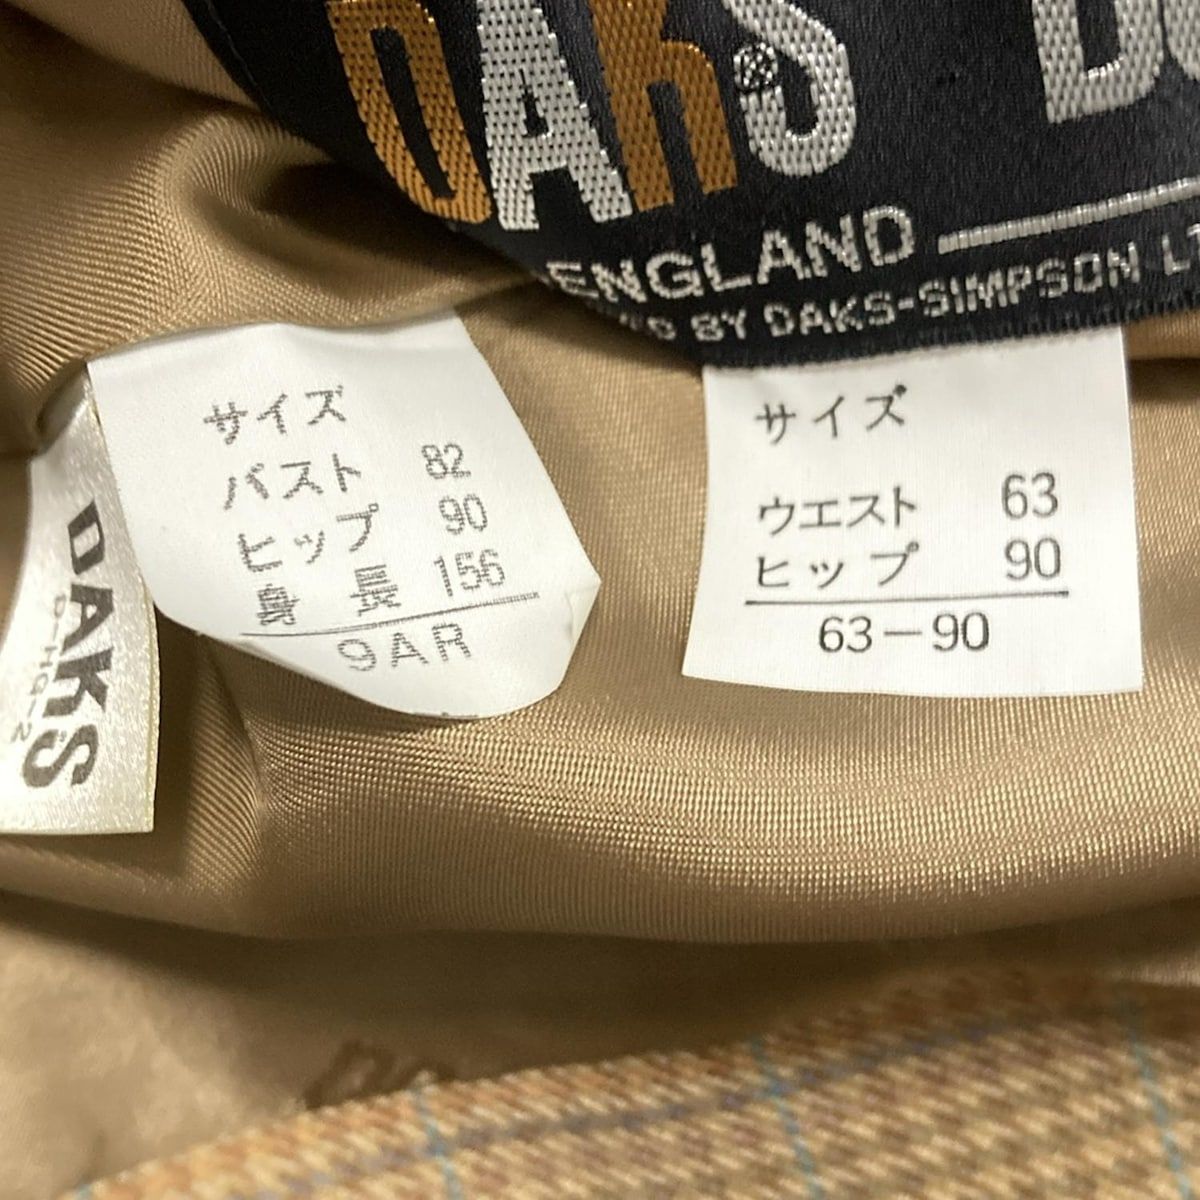 DAKS®
ENGLAND
BY DAKS-SIMPSON
サイズ
バスト 82
ヒップ 90
身長 156
9AR
サイズ
ウエスト 63
ヒップ 90
63-90
DAKS